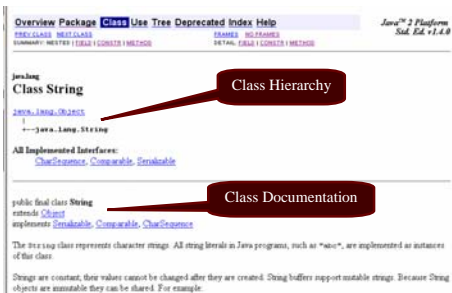 Overview Package Class Use Tree Deprecated Index Help
Java™ 2 Platform
Std. Ed. v1.4.0
PREV CLASS NEXT CLASS
FRAMES NO FRAMES
SUMMARY: NESTED | FIELD | CONSTR | METHOD
DETAIL: FIELD | CONSTR | METHOD
java.lang
Class String
Class Hierarchy
java.lang.Object
|
+--java.lang.String
All Implemented Interfaces:
CharSequence, Comparable, Serializable
Class Documentation
public final class String
extends Object
implements Serializable, Comparable, CharSequence
The String class represents character strings. All string literals in Java programs, such as "abc", are implemented as instances
of this class.
Strings are constant; their values cannot be changed after they are created. String buffers support mutable strings. Because String
objects are immutable they can be shared. For example: